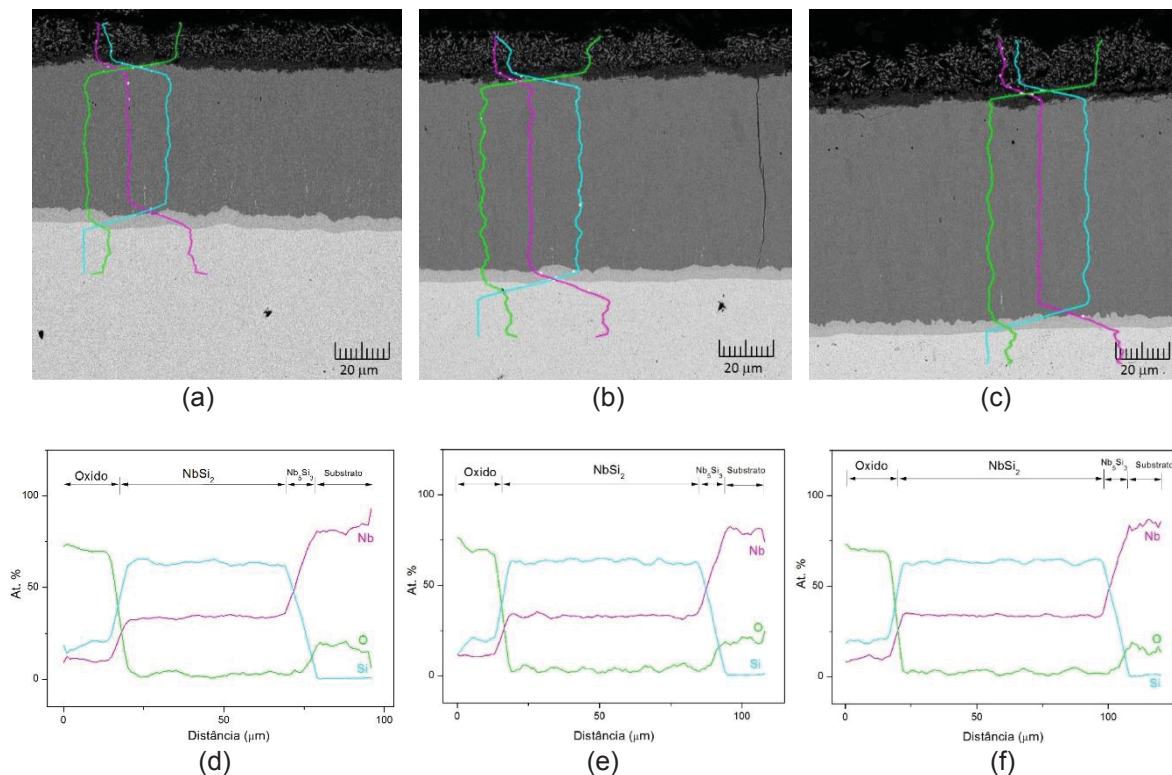 20 µm
20 µm
20 µm
(a)
(b)
(c)
Oxido
NbSi2
Nb5Si3
Substrato
100
50
0
At. %
Nb
O
Si
0
50
100
Distância (µm)
Oxido
NbSi2
Nb5Si3
Substrato
100
50
0
At. %
Nb
O
Si
0
50
100
Distância (µm)
Oxido
NbSi2
Nb5Si3
Substrato
100
50
0
At. %
Nb
O
Si
0
50
100
Distância (µm)
(d)
(e)
(f)